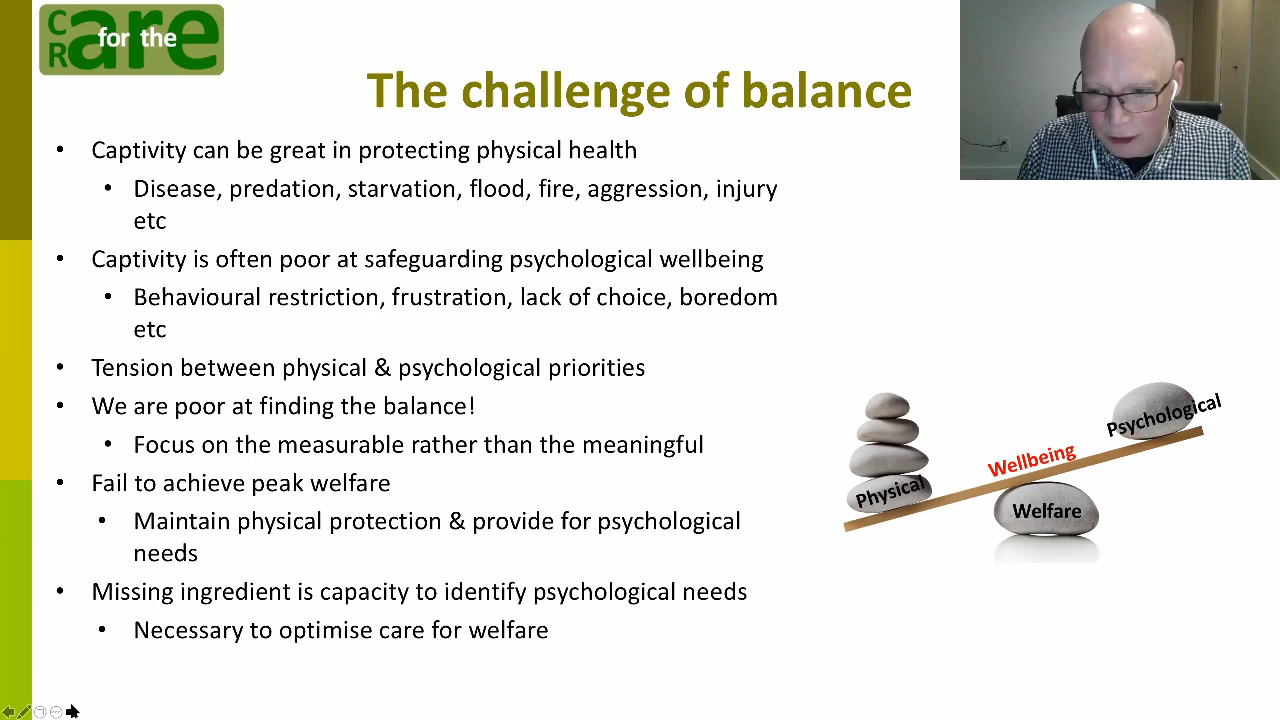 C
R
are
for the
The challenge of balance
• Captivity can be great in protecting physical health
• Disease, predation, starvation, flood, fire, aggression, injury
etc
• Captivity is often poor at safeguarding psychological wellbeing
• Behavioural restriction, frustration, lack of choice, boredom
etc
• Tension between physical & psychological priorities
• We are poor at finding the balance!
• Focus on the measurable rather than the meaningful
• Fail to achieve peak welfare
• Maintain physical protection & provide for psychological
needs
• Missing ingredient is capacity to identify psychological needs
• Necessary to optimise care for welfare
Psychological
Wellbeing
Physical
Welfare